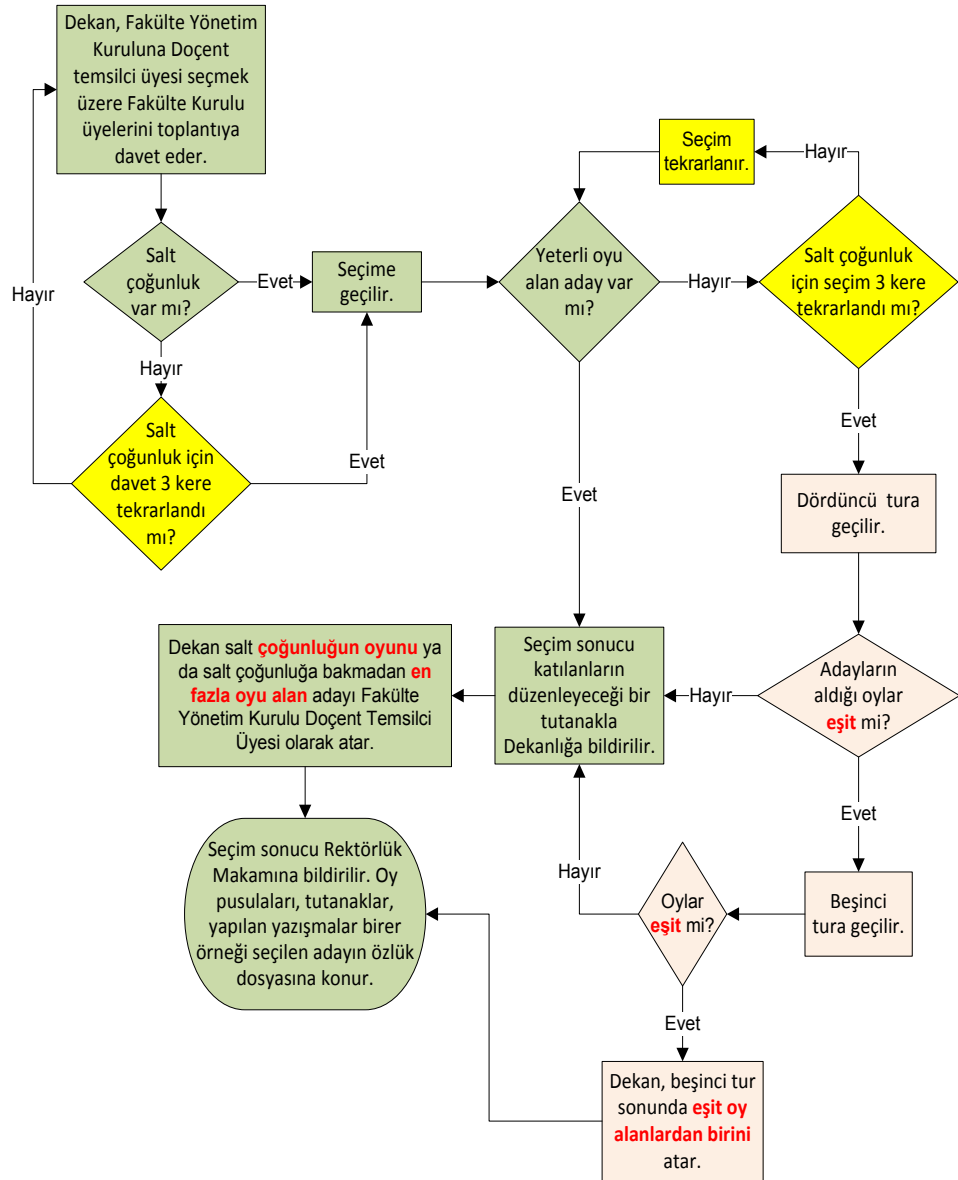 Dekan, Fakülte Yönetim
Kuruluna Doçent
temsilci üyesi seçmek
üzere Fakülte Kurulu
üyelerini toplantıya
davet eder.
Salt
çoğunluk
var mı?
Evet
Seçime
geçilir.
Hayır
Hayır
Salt
çoğunluk için
davet 3 kere
tekrarlandı
mı?
Evet
Seçim
tekrarlanır.
Hayır
Yeterli oyu
alan aday var
mı?
Hayır
Salt çoğunluk
için seçim 3 kere
tekrarlandı mı?
Evet
Evet
Dördüncü tura
geçilir.
Adayların
aldığı oylar
eşit mi?
Hayır
Seçim sonucu
katılanların
düzenleyeceği bir
tutanakla
Dekanlığa bildirilir.
Dekan salt çoğunluğun oyunu ya
da salt çoğunluğa bakmadan en
fazla oyu alan adayı Fakülte
Yönetim Kurulu Doçent Temsilci
Üyesi olarak atar.
Evet
Beşinci
tura geçilir.
Oylar
eşit mi?
Hayır
Evet
Seçim sonucu Rektörlük
Makamına bildirilir. Oy
pusulaları, tutanaklar,
yapılan yazışmalar birer
örneği seçilen adayın özlük
dosyasına konur.
Dekan, beşinci tur
sonunda eşit oy
alanlardan birini
atar.